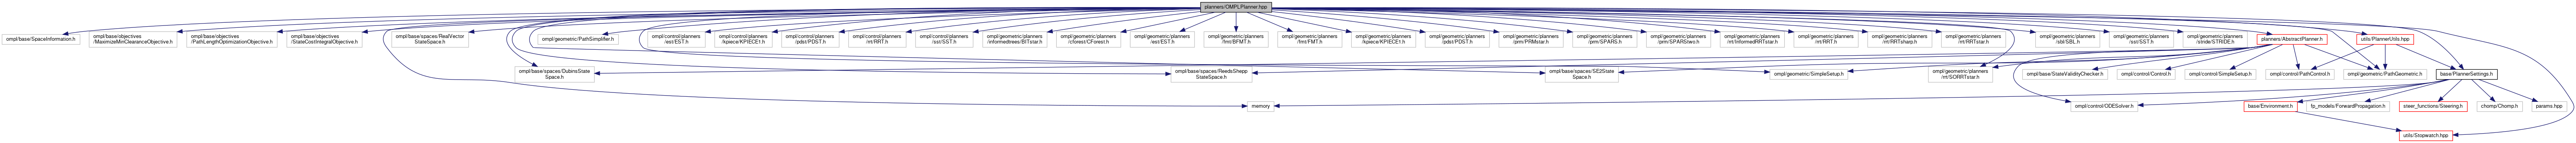 planners/OMPLPlanner.hpp
ompl/base/SpaceInformation.h
ompl/base/objectives
/MaximizeMinClearanceObjective.h
ompl/base/objectives
/PathLengthOptimizationObjective.h
ompl/base/objectives
/StateCostIntegralObjective.h
ompl/base/spaces/RealVector
StateSpace.h
ompl/geometric/PathSimplifier.h
ompl/control/planners
/est/EST.h
ompl/control/planners
/kpiece/KPIECE1.h
ompl/control/planners
/pdst/PDST.h
ompl/control/planners
/rrt/RRT.h
ompl/control/planners
/sst/SST.h
ompl/geometric/planners
/informedtrees/BITstar.h
ompl/geometric/planners
/cforest/CForest.h
ompl/geometric/planners
/est/EST.h
ompl/geometric/planners
/fmt/BFMT.h
ompl/geometric/planners
/fmt/FMT.h
ompl/geometric/planners
/kpiece/KPIECE1.h
ompl/geometric/planners
/pdst/PDST.h
ompl/geometric/planners
/prm/PRMstar.h
ompl/geometric/planners
/prm/SPARS.h
ompl/geometric/planners
/prm/SPARStwo.h
ompl/geometric/planners
/rrt/InformedRRTstar.h
ompl/geometric/planners
/rrt/RRT.h
ompl/geometric/planners
/rrt/RRTsharp.h
ompl/geometric/planners
/rrt/RRTstar.h
ompl/geometric/planners
/sbl/SBL.h
ompl/geometric/planners
/sst/SST.h
ompl/geometric/planners
/stride/STRIDE.h
planners/AbstractPlanner.h
utils/PlannerUtils.hpp
ompl/base/spaces/DubinsState
Space.h
ompl/base/spaces/ReedsShepp
StateSpace.h
ompl/base/spaces/SE2State
Space.h
ompl/geometric/SimpleSetup.h
ompl/geometric/planners
/rrt/SORRTstar.h
ompl/base/StateValidityChecker.h
ompl/control/Control.h
ompl/control/SimpleSetup.h
ompl/control/PathControl.h
ompl/geometric/PathGeometric.h
base/PlannerSettings.h
memory
ompl/control/ODESolver.h
base/Environment.h
fp_models/ForwardPropagation.h
steer_functions/Steering.h
chomp/Chomp.h
params.hpp
utils/Stopwatch.hpp